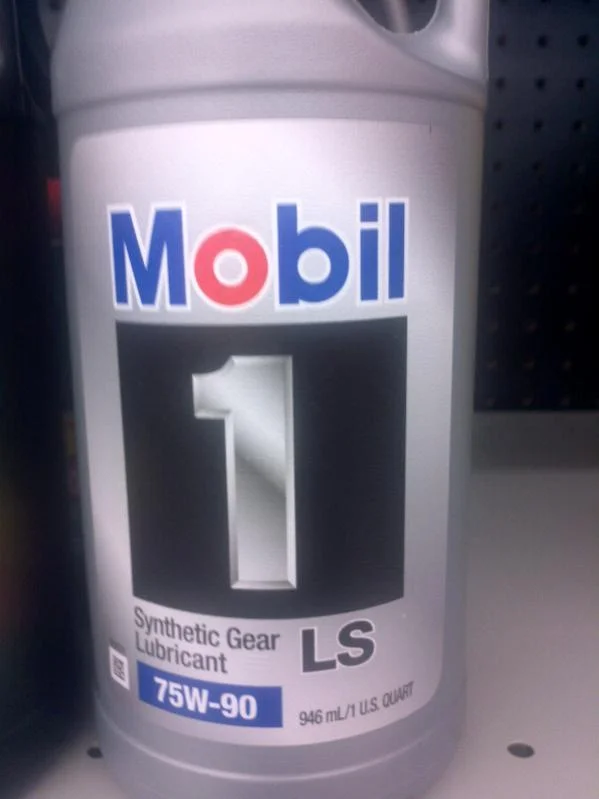 Mobil
1
Synthetic Gear
Lubricant
LS
75W-90
946 mL/1 U.S. QUART